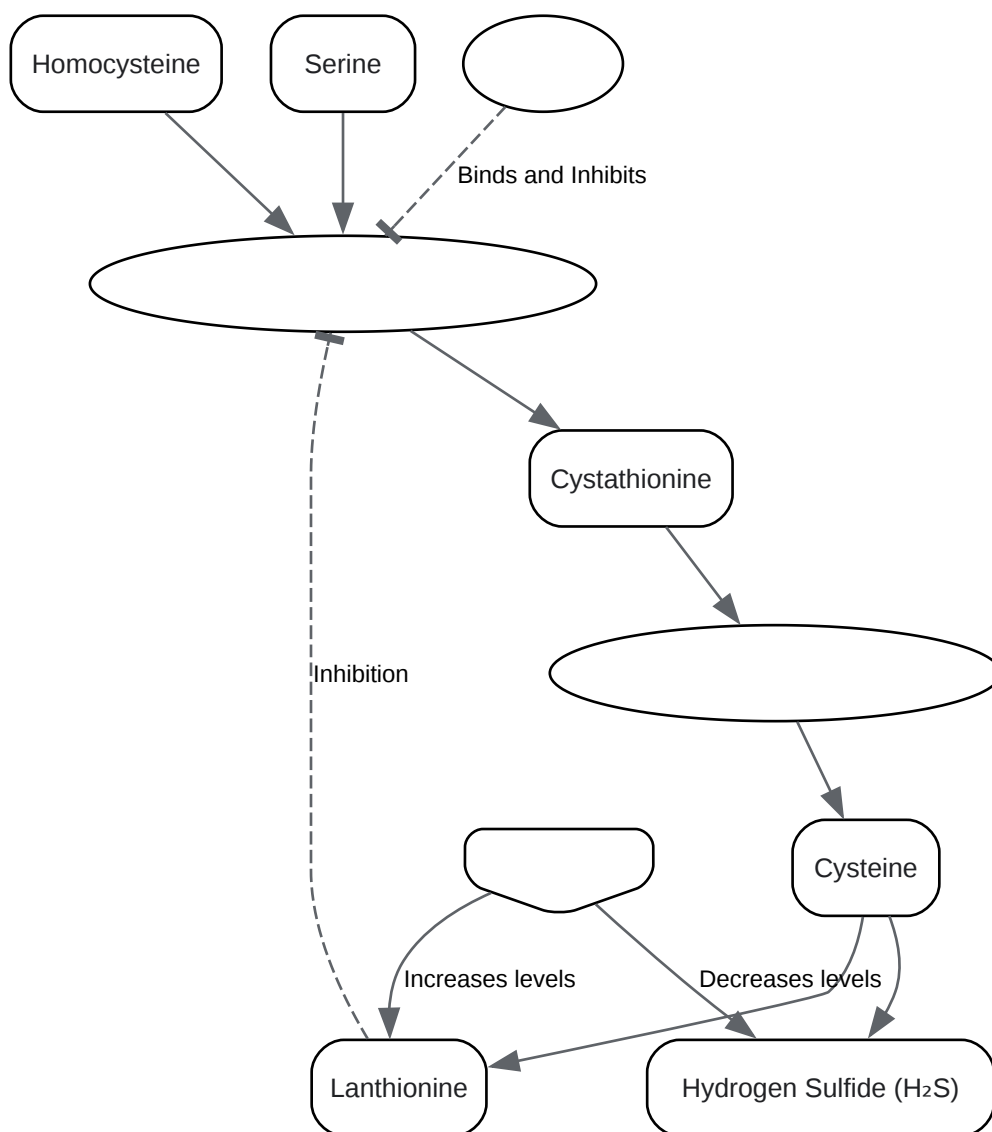 Homocysteine
Serine
Binds and Inhibits
Cystathionine
Inhibition
Cysteine
Increases levels
Decreases levels
Lanthionine
Hydrogen Sulfide (H₂S)